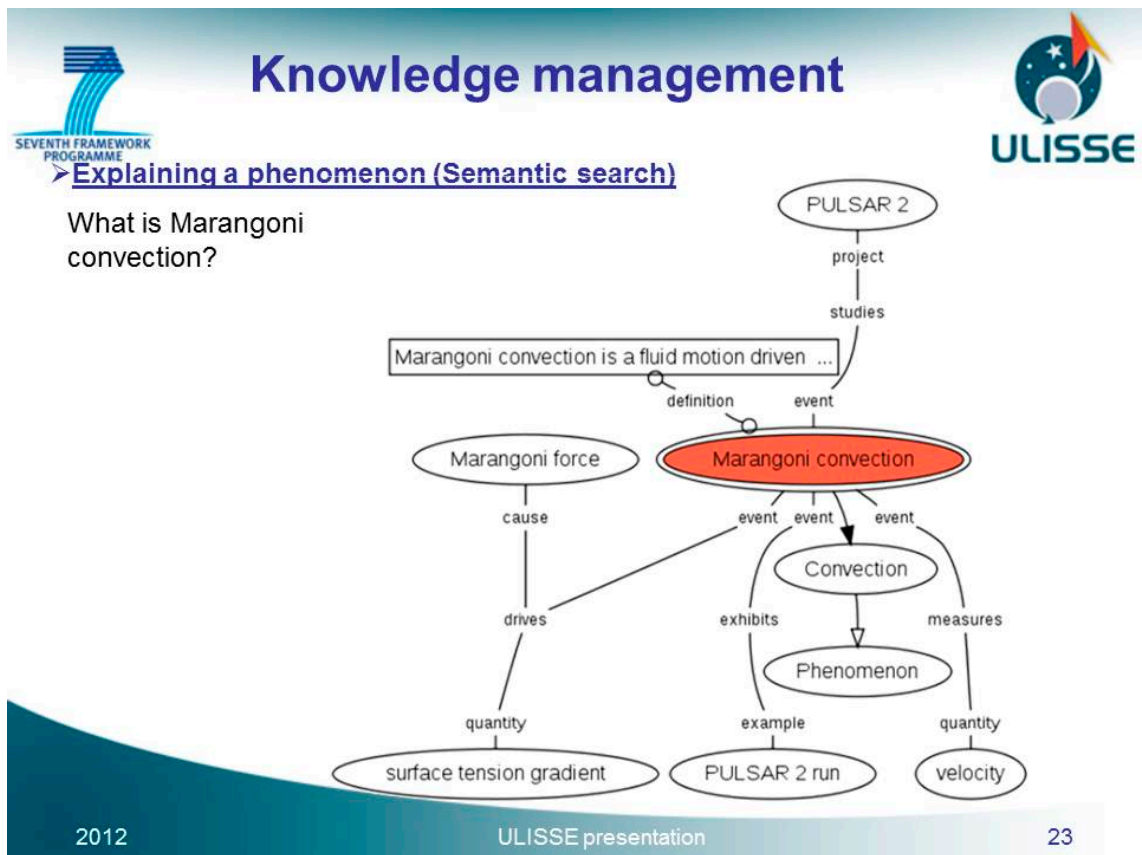 Knowledge management
SEVENTH FRAMEWORK
PROGRAMME
ULISSE
➢Explaining a phenomenon (Semantic search)
What is Marangoni
convection?
PULSAR 2
project
studies
Marangoni convection is a fluid motion driven ...
definition
event
Marangoni force
Marangoni convection
cause
event
event
event
Convection
drives
exhibits
measures
Phenomenon
quantity
example
quantity
surface tension gradient
PULSAR 2 run
velocity
2012
ULISSE presentation
23